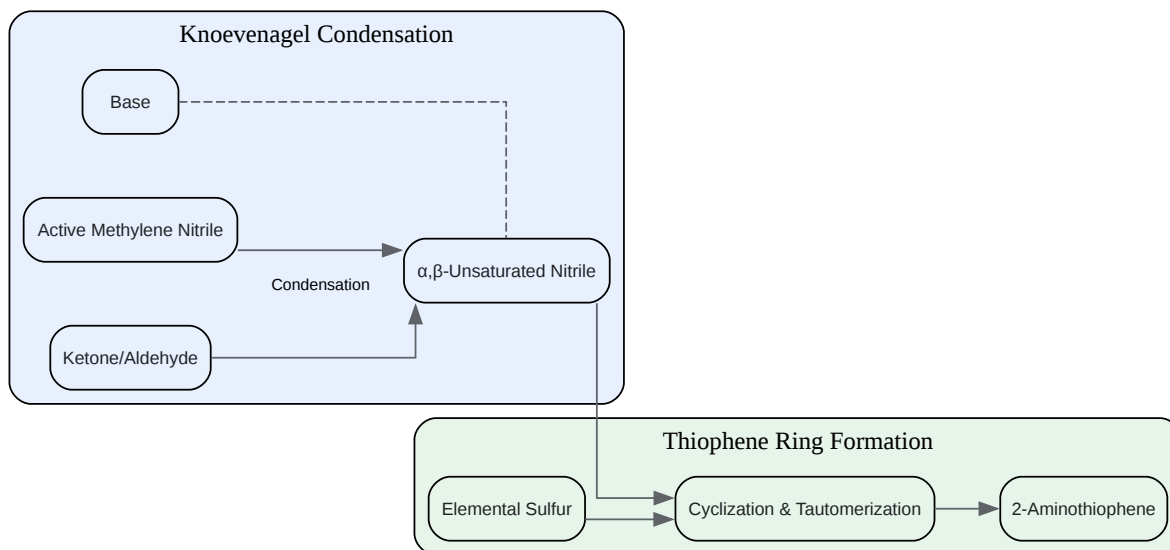 Knoevenagel Condensation
Base
Active Methylene Nitrile
α,β-Unsaturated Nitrile
Condensation
Ketone/Aldehyde
Thiophene Ring Formation
Elemental Sulfur
Cyclization & Tautomerization
2-Aminothiophene